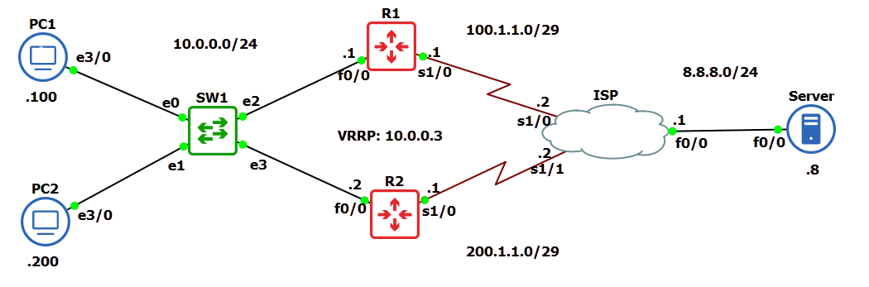 PC1
e3/0
.100
10.0.0.0/24
R1
.1
f0/0
.1
s1/0
100.1.1.0/29
SW1
e0
e2
e1
e3
VRRP: 10.0.0.3
ISP
.2
s1/0
.2
s1/1
8.8.8.0/24
.1
f0/0
Server
f0/0
.8
PC2
e3/0
.200
R2
.2
f0/0
.1
s1/0
200.1.1.0/29